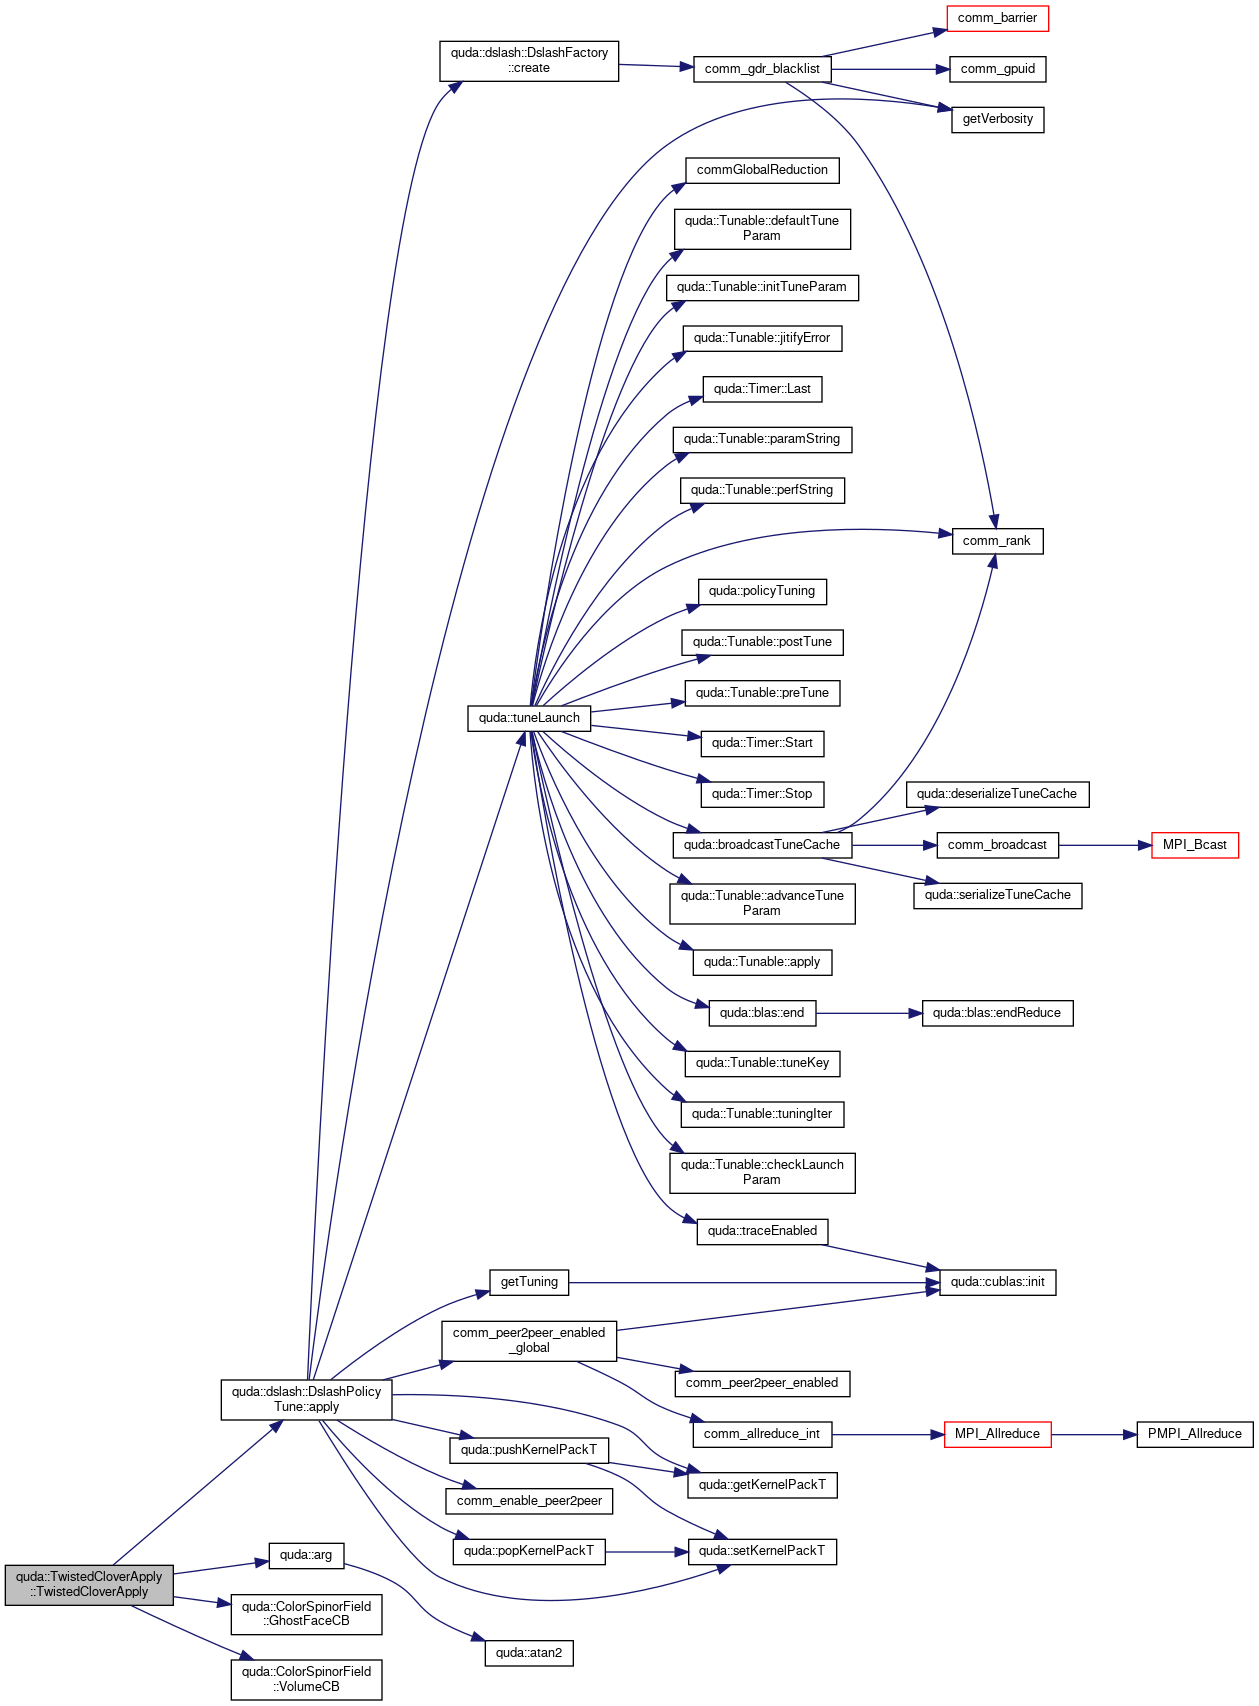 comm_barrier
quda::dslash::DslashFactory
::create
comm_gdr_blacklist
comm_gpuid
getVerbosity
commGlobalReduction
quda::Tunable::defaultTune
Param
quda::Tunable::initTuneParam
quda::Tunable::jitifyError
quda::Timer::Last
quda::Tunable::paramString
quda::Tunable::perfString
comm_rank
quda::policyTuning
quda::Tunable::postTune
quda::Tunable::preTune
quda::tuneLaunch
quda::Timer::Start
quda::Timer::Stop
quda::deserializeTuneCache
quda::broadcastTuneCache
comm_broadcast
MPI_Bcast
quda::serializeTuneCache
quda::Tunable::advanceTune
Param
quda::Tunable::apply
quda::blas::end
quda::blas::endReduce
quda::Tunable::tuneKey
quda::Tunable::tuningIter
quda::Tunable::checkLaunch
Param
quda::traceEnabled
getTuning
quda::cublas::init
comm_peer2peer_enabled
_global
comm_peer2peer_enabled
quda::dslash::DslashPolicy
Tune::apply
comm_allreduce_int
MPI_Allreduce
PMPI_Allreduce
quda::pushKernelPackT
quda::getKernelPackT
comm_enable_peer2peer
quda::popKernelPackT
quda::setKernelPackT
quda::arg
quda::TwistedCloverApply
::TwistedCloverApply
quda::ColorSpinorField
::GhostFaceCB
quda::atan2
quda::ColorSpinorField
::VolumeCB